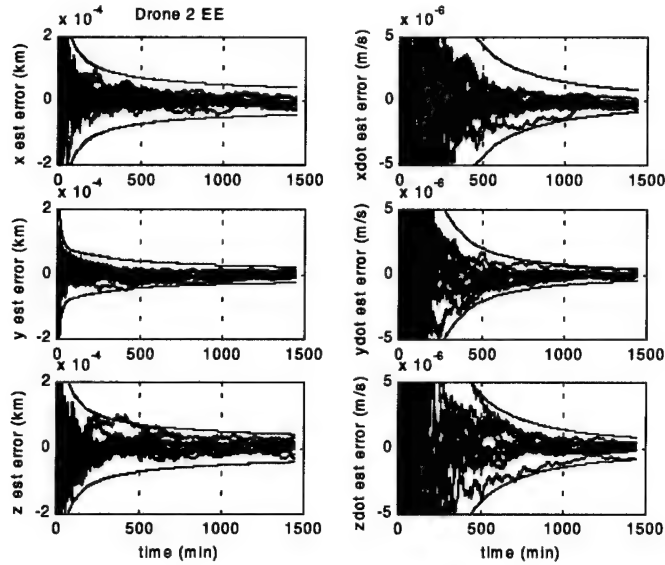 Drone 2 EE
x 10⁻⁴
x est error (km)
2
0
-2
0 500 1000 1500
x 10⁻⁶
xdot est error (m/s)
5
0
-5
0 500 1000 1500
x 10⁻⁴
y est error (km)
2
0
-2
0 500 1000 1500
x 10⁻⁶
ydot est error (m/s)
5
0
-5
0 500 1000 1500
x 10⁻⁴
z est error (km)
2
0
-2
0 500 1000 1500
time (min)
x 10⁻⁶
zdot est error (m/s)
5
0
-5
0 500 1000 1500
time (min)